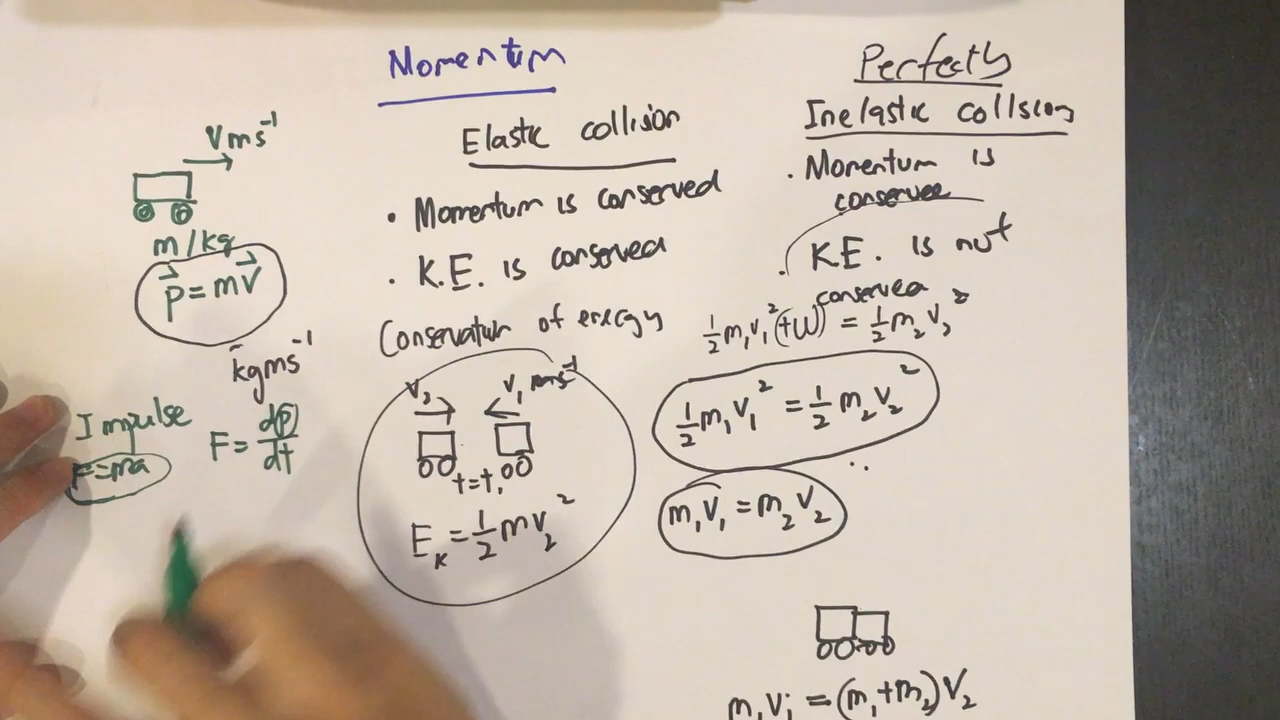 Momentum
Vms⁻¹
m/kg
p⃗ = mv⃗
kgms⁻¹
Impulse
F=ma
F = d(p)/dt
Elastic collision
• Momentum is conserved
• K.E. is conserved
Conservation of energy
V₂
V₁ ms⁻¹
t=t₁
Eₖ = ½mv₂²
Perfectly
Inelastic collision
• Momentum is
conserved
• K.E. is not
conserved
½m₁v₁²(+W) = ½m₂v₂²
½m₁v₁² = ½m₂v₂²
m₁v₁ = m₂v₂
m₁v₁ = (m₁+m₂)v₂